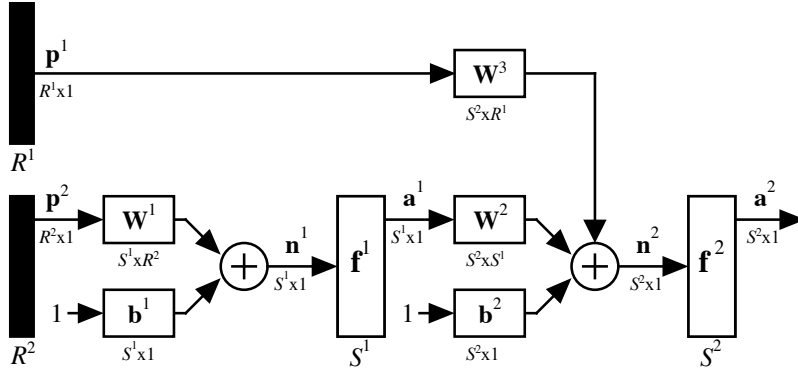 p¹
W³
R¹x1
S²xR¹
R¹
p² W¹ a¹ W² a²
R²x1 n¹ f¹ S¹x1 n² f² S²x1
S¹xR² S²xS¹
+ +
S¹x1 S²x1
1 b¹ 1 b²
S¹x1 S²x1
R² S¹ S²